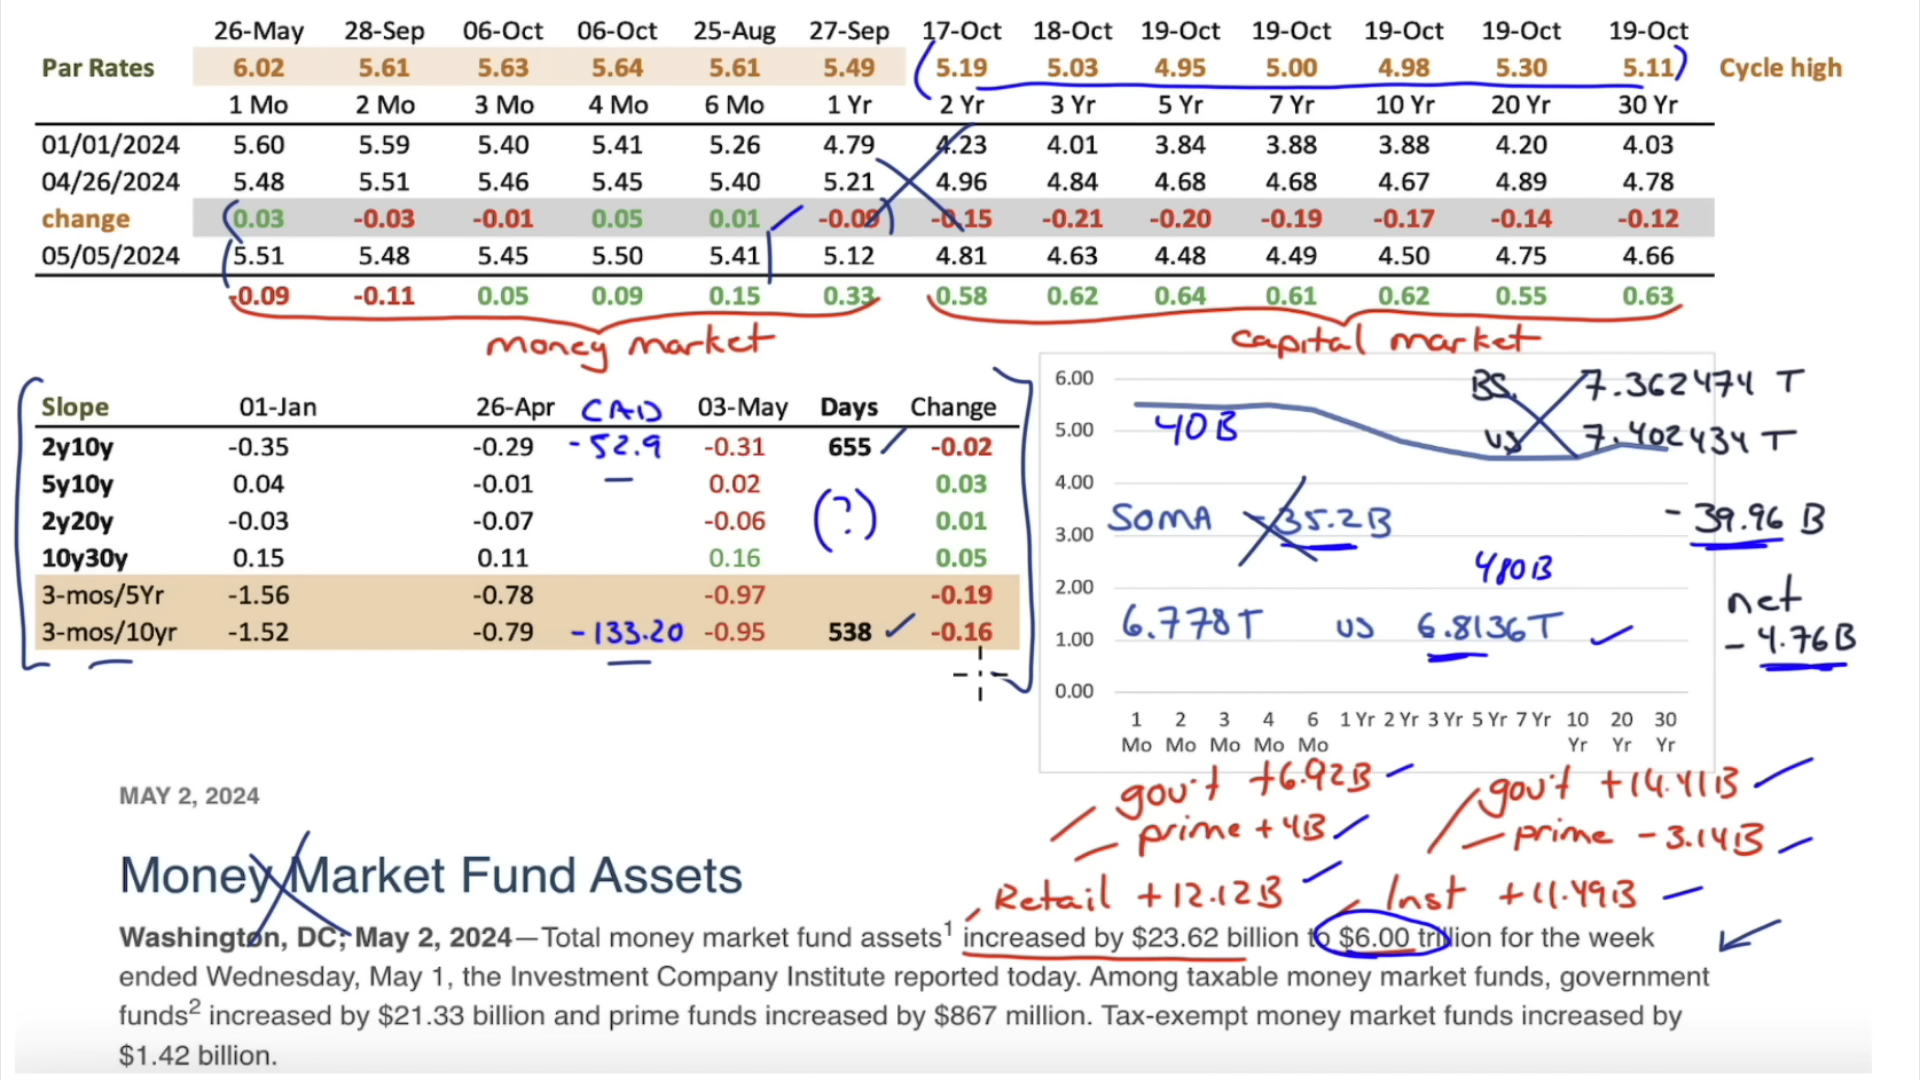 26-May 28-Sep 06-Oct 06-Oct 25-Aug 27-Sep 17-Oct 18-Oct 19-Oct 19-Oct 19-Oct 19-Oct 19-Oct
Par Rates 6.02 5.61 5.63 5.64 5.61 5.49 (5.19 5.03 4.95 5.00 4.98 5.30 5.11) Cycle high
1 Mo 2 Mo 3 Mo 4 Mo 6 Mo 1 Yr 2 Yr 3 Yr 5 Yr 7 Yr 10 Yr 20 Yr 30 Yr
01/01/2024 5.60 5.59 5.40 5.41 5.26 4.79 4.23 4.01 3.84 3.88 3.88 4.20 4.03
04/26/2024 5.48 5.51 5.46 5.45 5.40 5.21 4.96 4.84 4.68 4.68 4.67 4.89 4.78
change 0.03 -0.03 -0.01 0.05 0.01 -0.09 -0.15 -0.21 -0.20 -0.19 -0.17 -0.14 -0.12
05/05/2024 5.51 5.48 5.45 5.50 5.41 5.12 4.81 4.63 4.48 4.49 4.50 4.75 4.66
-0.09 -0.11 0.05 0.09 0.15 0.33 0.58 0.62 0.64 0.61 0.62 0.55 0.63
money market capital market
Slope 01-Jan 26-Apr CAD 03-May Days Change
2y10y -0.35 -0.29 -52.9 -0.31 655 -0.02
5y10y 0.04 -0.01 0.02 0.03
2y20y -0.03 -0.07 -0.06 (?) 0.01
10y30y 0.15 0.11 0.16 0.05
3-mos/5Yr -1.56 -0.78 -0.97 -0.19
3-mos/10yr -1.52 -0.79 -133.20 -0.95 538 -0.16
6.00 BS. 7.362474 T
5.00 40B vs 7.402434 T
4.00
3.00 SOMA -35.2B - 39.96 B
2.00 480B net
1.00 6.778T vs 6.8136T - 4.76B
0.00
1 2 3 4 6 1 Yr 2 Yr 3 Yr 5 Yr 7 Yr 10 20 30
Mo Mo Mo Mo Mo Yr Yr Yr
gov't +6.92B gov't +14.41B
prime +4B prime -3.14B
Retail +12.12B Inst +11.49B
MAY 2, 2024
Money Market Fund Assets
Washington, DC; May 2, 2024—Total money market fund assets1 increased by $23.62 billion to $6.00 trillion for the week
ended Wednesday, May 1, the Investment Company Institute reported today. Among taxable money market funds, government
funds2 increased by $21.33 billion and prime funds increased by $867 million. Tax-exempt money market funds increased by
$1.42 billion.